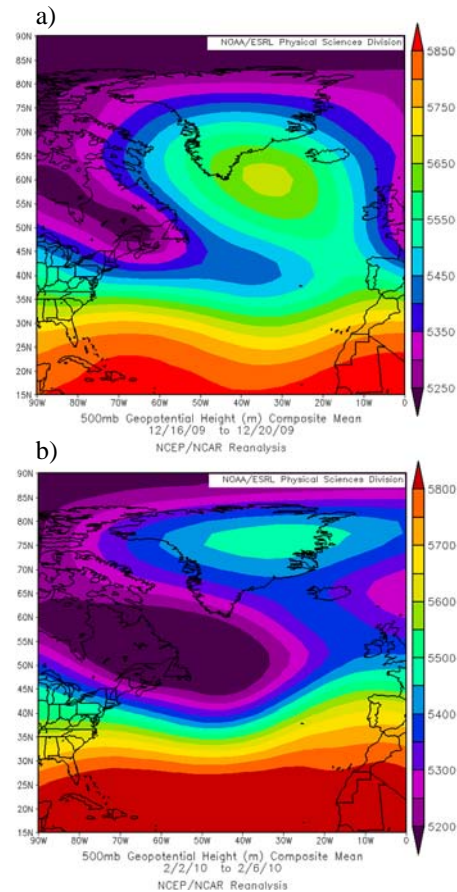 a)
NOAA/ESRL Physical Sciences Division
90N
85N
80N
75N
70N
65N
60N
55N
50N
45N
40N
35N
30N
25N
20N
15N
90W 80W 70W 60W 50W 40W 30W 20W 10W 0
5850
5750
5650
5550
5450
5350
5250
500mb Geopotential Height (m) Composite Mean
12/16/09 to 12/20/09
NCEP/NCAR Reanalysis
b)
NOAA/ESRL Physical Sciences Division
90N
85N
80N
75N
70N
65N
60N
55N
50N
45N
40N
35N
30N
25N
20N
15N
90W 80W 70W 60W 50W 40W 30W 20W 10W 0
5800
5700
5600
5500
5400
5300
5200
500mb Geopotential Height (m) Composite Mean
2/2/10 to 2/6/10
NCEP/NCAR Reanalysis